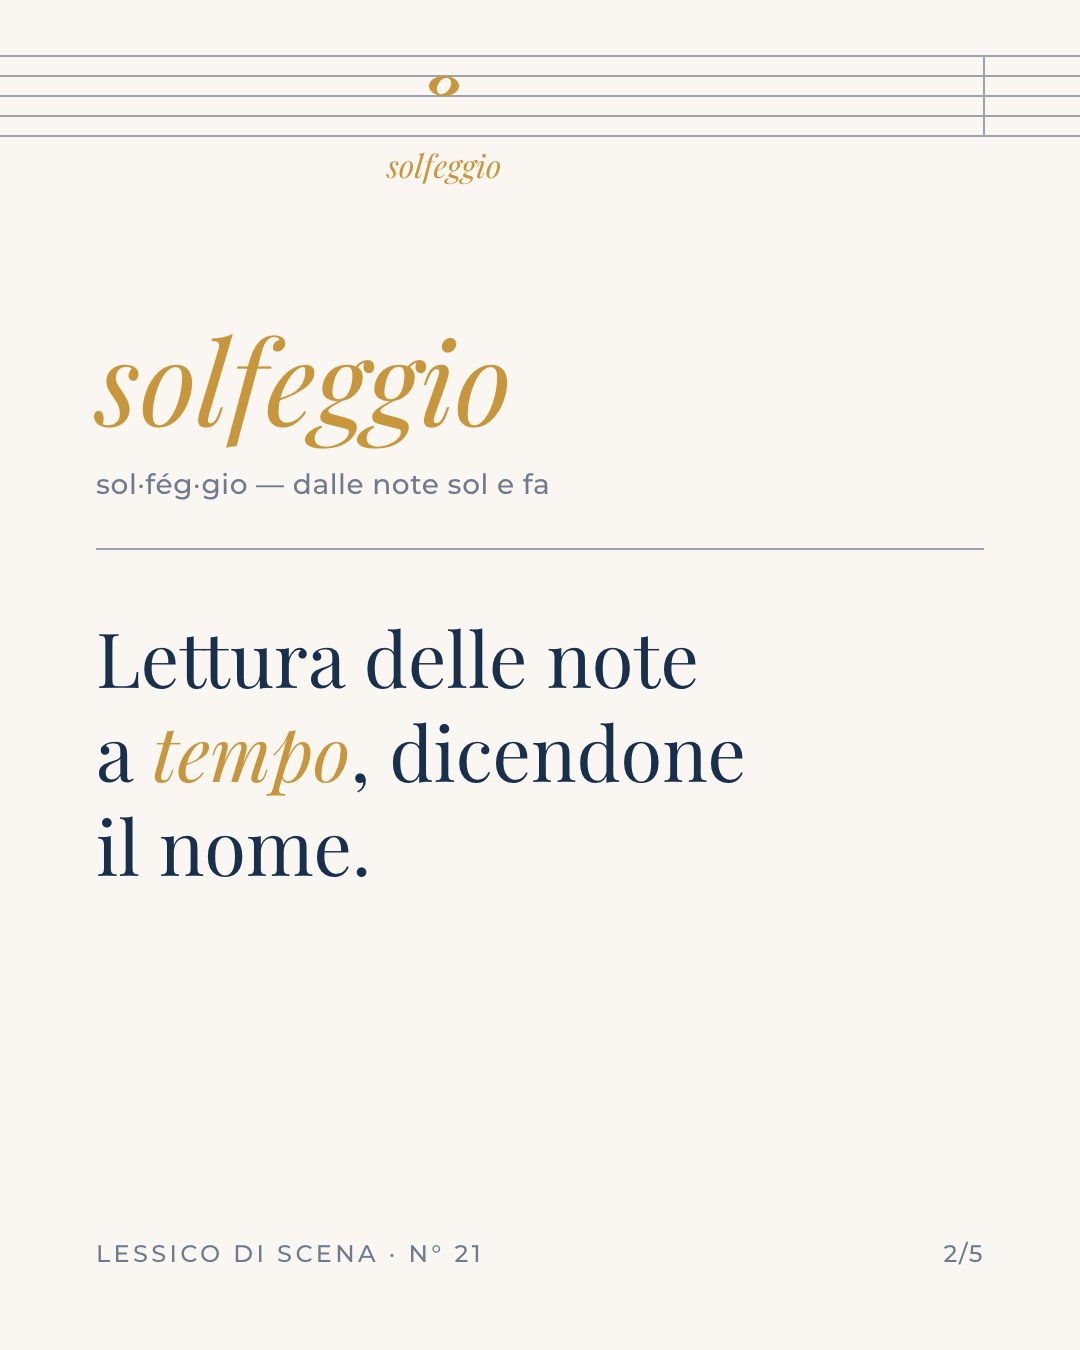 solfeggio
solfeggio
sol·fég·gio — dalle note sol e fa
Lettura delle note
a tempo, dicendone
il nome.
LESSICO DI SCENA · N° 21
2/5